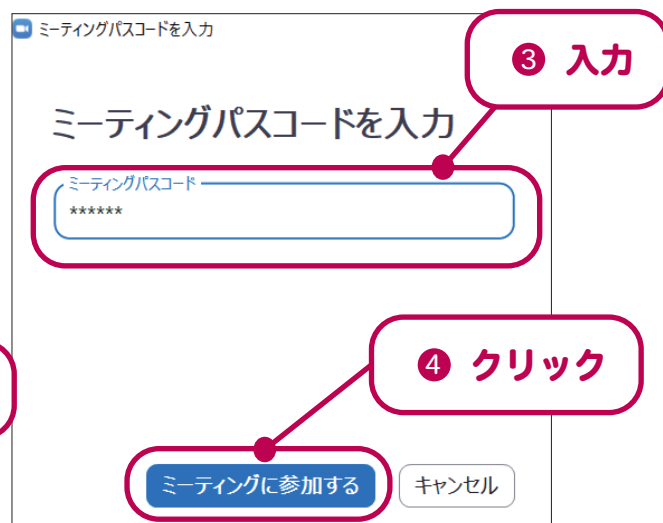 ミーティングパスコードを入力
❸ 入力
ミーティングパスコードを入力
ミーティングパスコード
******
❹ クリック
ミーティングに参加する
キャンセル